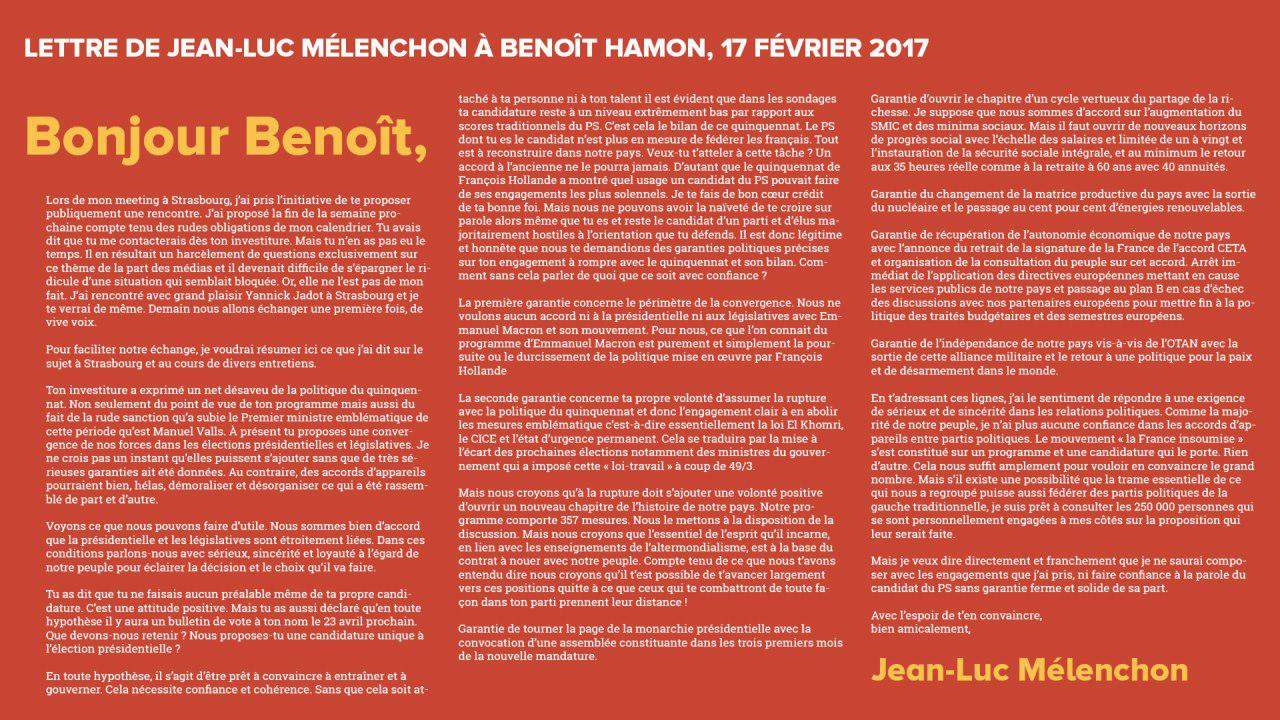 LETTRE DE JEAN-LUC MÉLENCHON À BENOÎT HAMON, 17 FÉVRIER 2017
Bonjour Benoît,
Lors de mon meeting à Strasbourg, j'ai pris l'initiative de te proposer
publiquement une rencontre. J'ai proposé la fin de la semaine pro-
chaine compte tenu des rudes obligations de mon calendrier. Tu avais
dit que tu me contacterais dès ton investiture. Mais tu n'en as pas eu le
temps. Il en résultait un harcèlement de questions exclusivement sur
ce thème de la part des médias et il devenait difficile de s'épargner le ri-
dicule d'une situation qui semblait bloquée. Or, elle ne l'est pas de mon
fait. J'ai rencontré avec grand plaisir Yannick Jadot à Strasbourg et je
te verrai de même. Demain nous allons échanger une première fois, de
vive voix.
Pour faciliter notre échange, je voudrai résumer ici ce que j'ai dit sur le
sujet à Strasbourg et au cours de divers entretiens.
Ton investiture a exprimé un net désaveu de la politique du quinquen-
nat. Non seulement du point de vue de ton programme mais aussi du
fait de la rude sanction qu'a subie le Premier ministre emblématique de
cette période qu'est Manuel Valls. À présent tu proposes une conver-
gence de nos forces dans les élections présidentielles et législatives. Je
ne crois pas un instant qu'elles puissent s'ajouter sans que de très sé-
rieuses garanties ait été données. Au contraire, des accords d'appareils
pourraient bien, hélas, démoraliser et désorganiser ce qui a été rassem-
blé de part et d'autre.
Voyons ce que nous pouvons faire d'utile. Nous sommes bien d'accord
que la présidentielle et les législatives sont étroitement liées. Dans ces
conditions parlons-nous avec sérieux, sincérité et loyauté à l'égard de
notre peuple pour éclairer la décision et le choix qu'il va faire.
Tu as dit que tu ne faisais aucun préalable même de ta propre candi-
dature. C'est une attitude positive. Mais tu as aussi déclaré qu'en toute
hypothèse il y aura un bulletin de vote à ton nom le 23 avril prochain.
Que devons-nous retenir ? Nous proposes-tu une candidature unique à
l'élection présidentielle ?
En toute hypothèse, il s'agit d'être prêt à convaincre à entraîner et à
gouverner. Cela nécessite confiance et cohérence. Sans que cela soit at-
taché à ta personne ni à ton talent il est évident que dans les sondages
ta candidature reste à un niveau extrêmement bas par rapport aux
scores traditionnels du PS. C'est cela le bilan de ce quinquennat. Le PS
dont tu es le candidat n'est plus en mesure de fédérer les français. Tout
est à reconstruire dans notre pays. Veux-tu t'atteler à cette tâche ? Un
accord à l'ancienne ne le pourra jamais. D'autant que le quinquennat de
François Hollande a montré quel usage un candidat du PS pouvait faire
de ses engagements les plus solennels. Je te fais de bon cœur crédit
de ta bonne foi. Mais nous ne pouvons avoir la naïveté de te croire sur
parole alors même que tu es et reste le candidat d'un parti et d'élus ma-
joritairement hostiles à l'orientation que tu défends. Il est donc légitime
et honnête que nous te demandions des garanties politiques précises
sur ton engagement à rompre avec le quinquennat et son bilan. Com-
ment sans cela parler de quoi que ce soit avec confiance ?
La première garantie concerne le périmètre de la convergence. Nous ne
voulons aucun accord ni à la présidentielle ni aux législatives avec Em-
manuel Macron et son mouvement. Pour nous, ce que l'on connait du
programme d'Emmanuel Macron est purement et simplement la pour-
suite ou le durcissement de la politique mise en œuvre par François
Hollande
La seconde garantie concerne ta propre volonté d'assumer la rupture
avec la politique du quinquennat et donc l'engagement clair à en abolir
les mesures emblématique c'est-à-dire essentiellement la loi El Khomri,
le CICE et l'état d'urgence permanent. Cela se traduira par la mise à
l'écart des prochaines élections notamment des ministres du gouver-
nement qui a imposé cette « loi-travail » à coup de 49/3.
Mais nous croyons qu'à la rupture doit s'ajouter une volonté positive
d'ouvrir un nouveau chapitre de l'histoire de notre pays. Notre pro-
gramme comporte 357 mesures. Nous le mettons à la disposition de la
discussion. Mais nous croyons que l'essentiel de l'esprit qu'il incarne,
en lien avec les enseignements de l'altermondialisme, est à la base du
contrat à nouer avec notre peuple. Compte tenu de ce que nous t'avons
entendu dire nous croyons qu'il t'est possible de t'avancer largement
vers ces positions quitte à ce que ceux qui te combattront de toute fa-
çon dans ton parti prennent leur distance !
Garantie de tourner la page de la monarchie présidentielle avec la
convocation d'une assemblée constituante dans les trois premiers mois
de la nouvelle mandature.
Garantie d'ouvrir le chapitre d'un cycle vertueux du partage de la ri-
chesse. Je suppose que nous sommes d'accord sur l'augmentation du
SMIC et des minima sociaux. Mais il faut ouvrir de nouveaux horizons
de progrès social avec l'échelle des salaires et limitée de un à vingt et
l'instauration de la sécurité sociale intégrale, et au minimum le retour
aux 35 heures réelle comme à la retraite à 60 ans avec 40 annuités.
Garantie du changement de la matrice productive du pays avec la sortie
du nucléaire et le passage au cent pour cent d'énergies renouvelables.
Garantie de récupération de l'autonomie économique de notre pays
avec l'annonce du retrait de la signature de la France de l'accord CETA
et organisation de la consultation du peuple sur cet accord. Arrêt im-
médiat de l'application des directives européennes mettant en cause
les services publics de notre pays et passage au plan B en cas d'échec
des discussions avec nos partenaires européens pour mettre fin à la po-
litique des traités budgétaires et des semestres européens.
Garantie de l'indépendance de notre pays vis-à-vis de l'OTAN avec la
sortie de cette alliance militaire et le retour à une politique pour la paix
et de désarmement dans le monde.
En t'adressant ces lignes, j'ai le sentiment de répondre à une exigence
de sérieux et de sincérité dans les relations politiques. Comme la majo-
rité de notre peuple, je n'ai plus aucune confiance dans les accords d'ap-
pareils entre partis politiques. Le mouvement « la France insoumise »
s'est constitué sur un programme et une candidature qui le porte. Rien
d'autre. Cela nous suffit amplement pour vouloir en convaincre le grand
nombre. Mais s'il existe une possibilité que la trame essentielle de ce
qui nous a regroupé puisse aussi fédérer des partis politiques de la
gauche traditionnelle, je suis prêt à consulter les 250 000 personnes qui
se sont personnellement engagées à mes côtés sur la proposition qui
leur serait faite.
Mais je veux dire directement et franchement que je ne saurai compo-
ser avec les engagements que j'ai pris, ni faire confiance à la parole du
candidat du PS sans garantie ferme et solide de sa part.
Avec l'espoir de t'en convaincre,
bien amicalement,
Jean-Luc Mélenchon